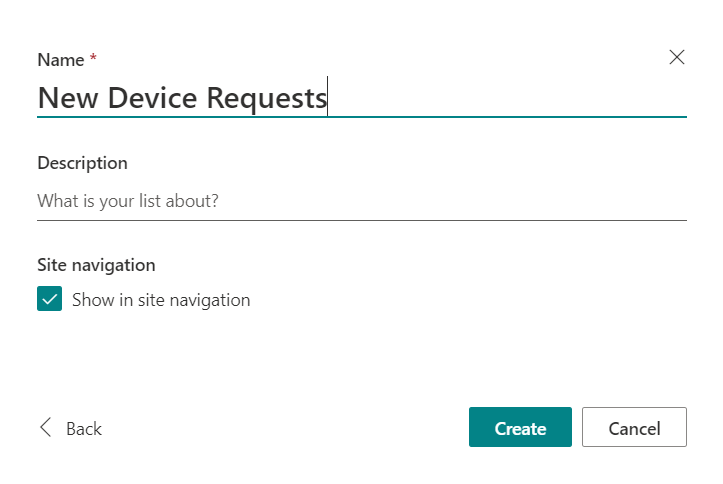 Name *
New Device Requests
Description
What is your list about?
Site navigation
Show in site navigation
Back
Create
Cancel